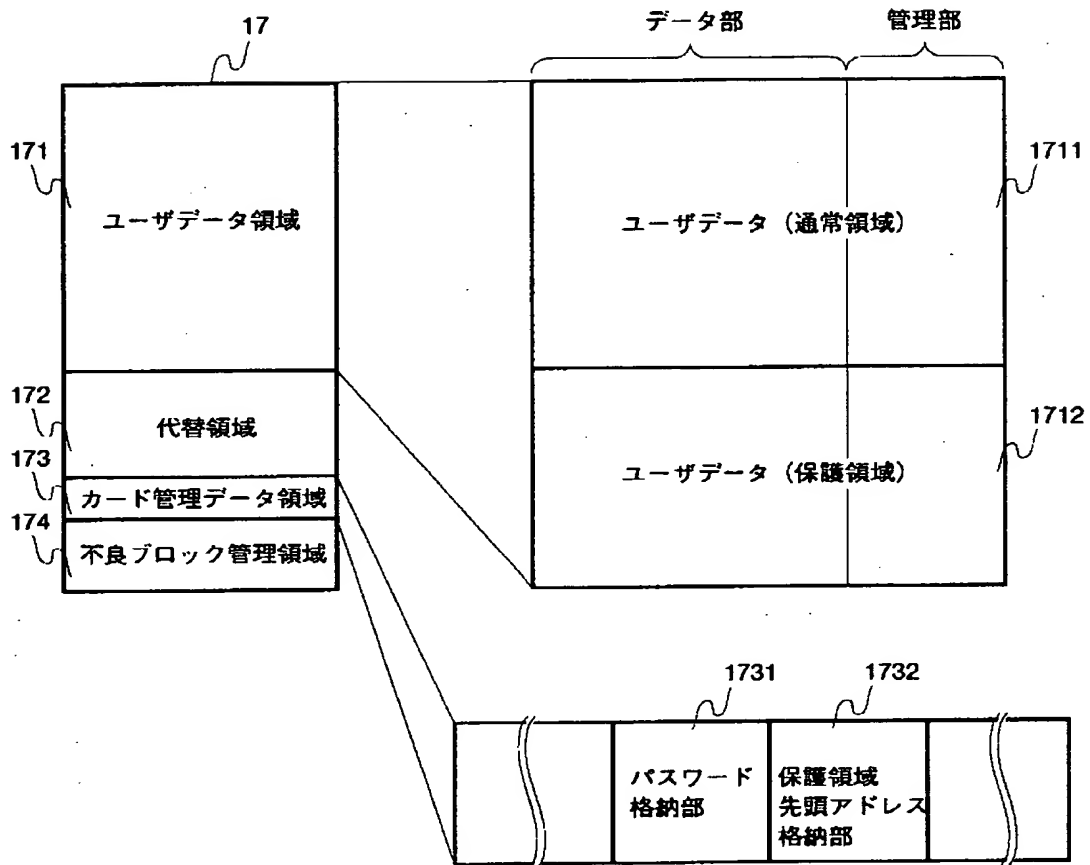 17
データ部
管理部
171
ユーザデータ領域
ユーザデータ（通常領域）
1711
172
代替領域
173
カード管理データ領域
174
不良ブロック管理領域
ユーザデータ（保護領域）
1712
1731
1732
パスワード
格納部
保護領域
先頭アドレス
格納部